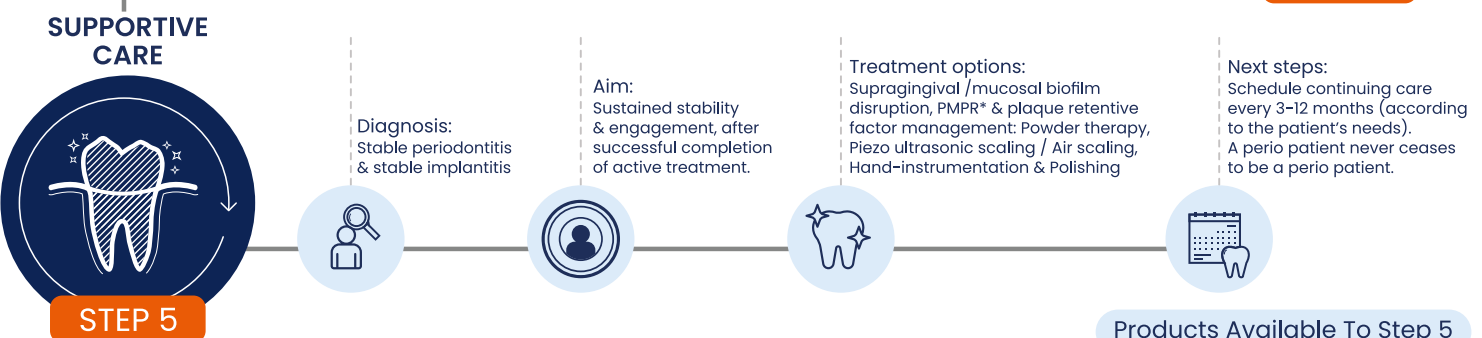 SUPPORTIVE
CARE
STEP 5
Diagnosis:
Stable periodontitis
& stable implantitis
Aim:
Sustained stability
& engagement, after
successful completion
of active treatment.
Treatment options:
Supragingival /mucosal biofilm
disruption, PMPR* & plaque retentive
factor management: Powder therapy,
Piezo ultrasonic scaling / Air scaling,
Hand-instrumentation & Polishing
Next steps:
Schedule continuing care
every 3-12 months (according
to the patient's needs).
A perio patient never ceases
to be a perio patient.
Products Available To Step 5